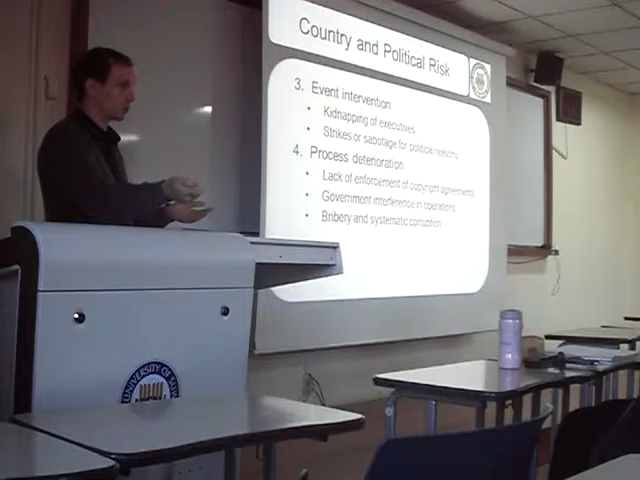 Country and Political Risk
3. Event intervention
• Kidnapping of executives
• Strikes or sabotage for political reasons
4. Process deterioration
• Lack of enforcement of copyright agreements
• Government interference in operations
• Bribery and systematic corruption
UNIVERSITY OF